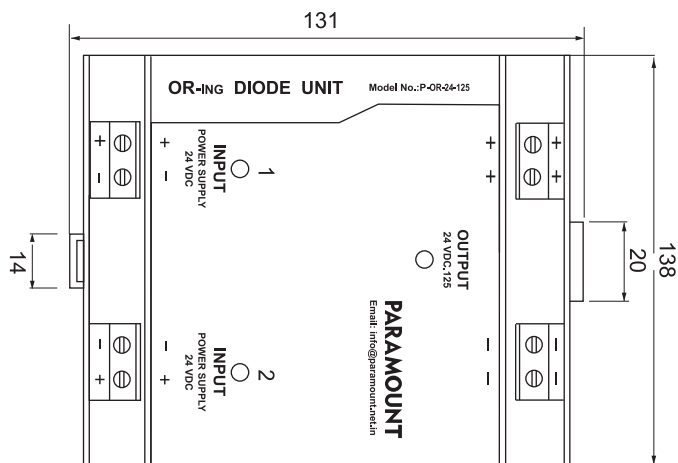 131
OR-ING DIODE UNIT Model No.:P-OR-24-125
+ + + +
- - + +
INPUT 1
POWER SUPPLY
24 VDC
OUTPUT
24 VDC.125
14
20
138
PARAMOUNT
Email: info@paramount.net.in
- - - -
+ + - -
INPUT 2
POWER SUPPLY
24 VDC